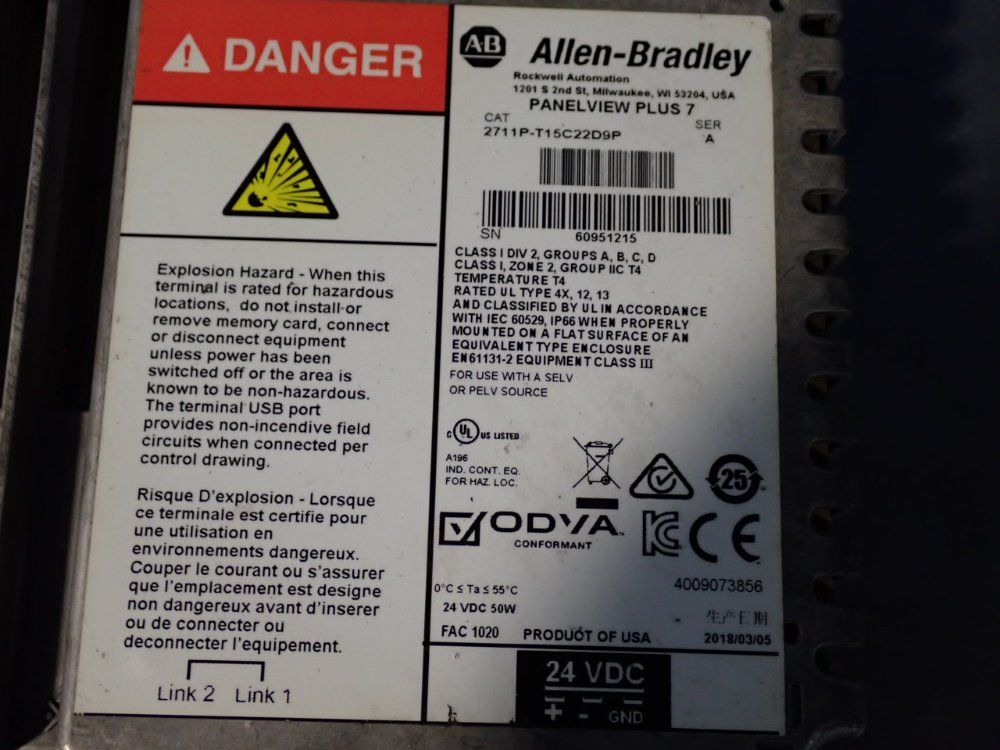 DANGER
Explosion Hazard - When this
terminal is rated for hazardous
locations, do not install or
remove memory card, connect
or disconnect equipment
unless power has been
switched off or the area is
known to be non-hazardous.
The terminal USB port
provides non-incendive field
circuits when connected per
control drawing.
Risque D'explosion - Lorsque
ce terminale est certifie pour
une utilisation en
environnements dangereux.
Couper le courant ou s'assurer
que l'emplacement est designe
non dangereux avant d'inserer
ou de connecter ou
deconnecter l'equipement.
Link 2 Link 1
A-B Allen-Bradley
Rockwell Automation
1201 S 2nd St, Milwaukee, WI 53204, USA
PANELVIEW PLUS 7
CAT SER
2711P-T15C22D9P A
SN 60951215
CLASS I DIV 2, GROUPS A, B, C, D
CLASS I, ZONE 2, GROUP IIC T4
TEMPERATURE T4
RATED UL TYPE 4X, 12, 13
AND CLASSIFIED BY UL IN ACCORDANCE
WITH IEC 60529, IP66 WHEN PROPERLY
MOUNTED ON A FLAT SURFACE OF AN
EQUIVALENT TYPE ENCLOSURE
EN61131-2 EQUIPMENT CLASS III
FOR USE WITH A SELV
OR PELV SOURCE
C UL US LISTED
A196
IND. CONT. EQ.
FOR HAZ. LOC.
25
ODVA
CONFORMANT
KC CE
0°C ≤ Ta ≤ 55°C 4009073856
24 VDC 50W 生产日期
FAC 1020 PRODUCT OF USA 2018/03/05
24 VDC
+ - GND